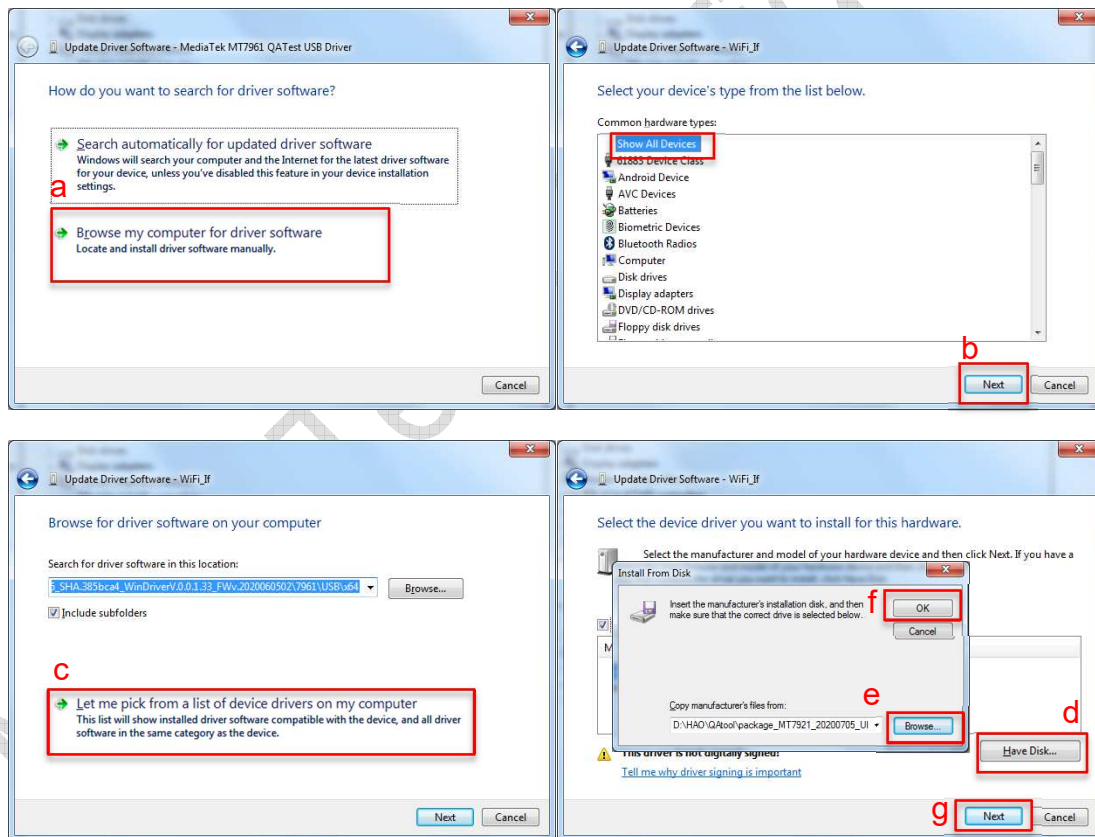 Update Driver Software - MediaTek MT7961 QATest USB Driver
How do you want to search for driver software?
Search automatically for updated driver software
Windows will search your computer and the Internet for the latest driver software
for your device, unless you've disabled this feature in your device installation
settings.
a
Browse my computer for driver software
Locate and install driver software manually.
Cancel
Update Driver Software - WiFi_If
Select your device's type from the list below.
Common hardware types:
Show All Devices
61883 Device Class
Android Device
AVC Devices
Batteries
Biometric Devices
Bluetooth Radios
Computer
Disk drives
Display adapters
DVD/CD-ROM drives
Floppy disk drives
b
Next
Cancel
Update Driver Software - WiFi_If
Browse for driver software on your computer
Search for driver software in this location:
_SHA.385bca4_WinDriverV.0.0.1.33_FWv.2020060502\7961\USB\x64
Browse...
Include subfolders
c
Let me pick from a list of device drivers on my computer
This list will show installed driver software compatible with the device, and all driver
software in the same category as the device.
Next
Cancel
Update Driver Software - WiFi_If
Select the device driver you want to install for this hardware.
Select the manufacturer and model of your hardware device and then click Next. If you have a
Install From Disk
Insert the manufacturer's installation disk, and then
make sure that the correct drive is selected below.
f
OK
Cancel
M
Copy manufacturer's files from:
e
D:\HAO\QAtool\package_MT7921_20200705_UI
Browse...
d
Have Disk...
This driver is not digitally signed!
Tell me why driver signing is important
g
Next
Cancel